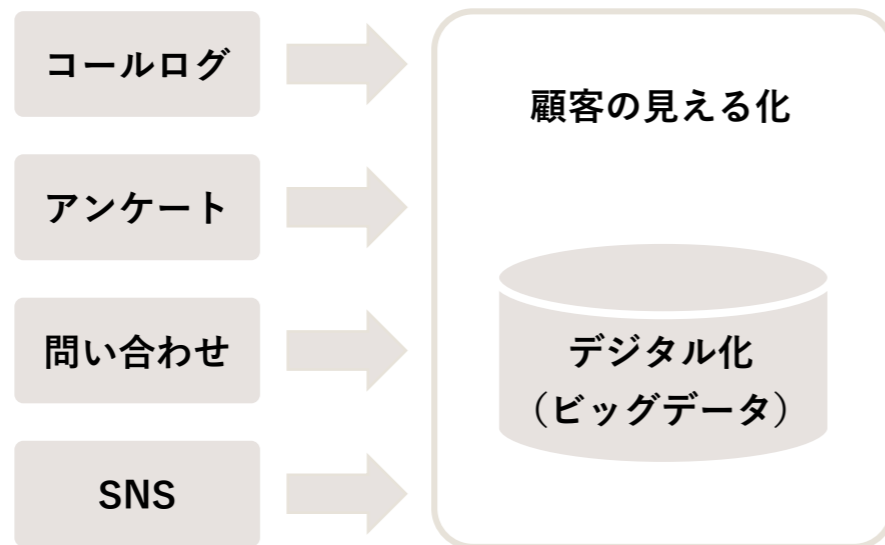 コールログ
アンケート
問い合わせ
SNS
顧客の見える化
デジタル化
（ビッグデータ）